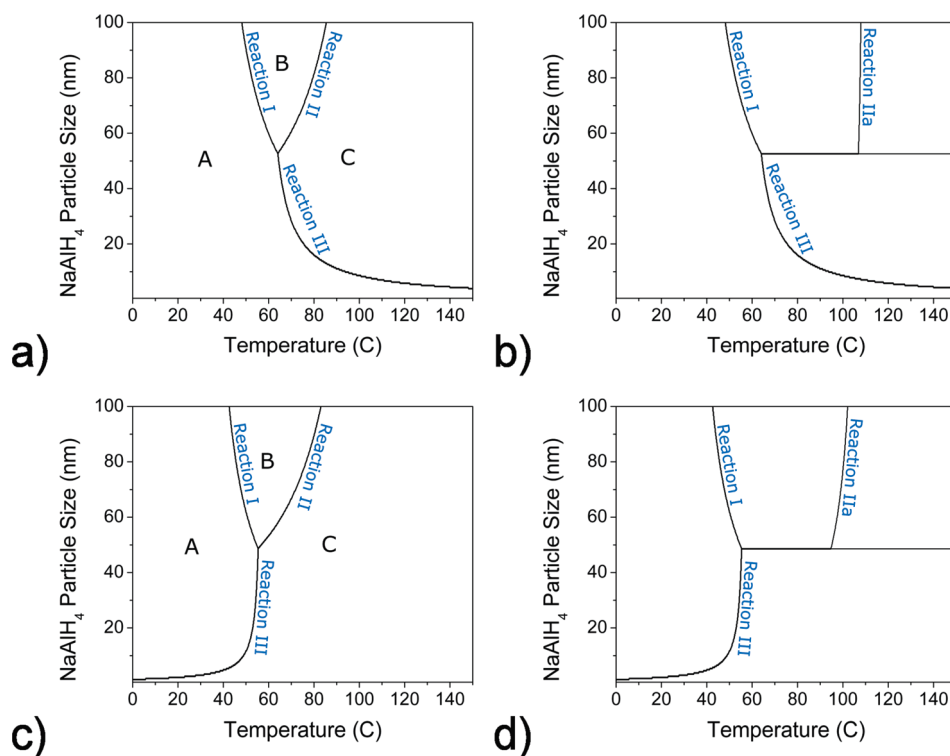 100
80
60
40
20
0 20 40 60 80 100 120 140
NaAlH4 Particle Size (nm)
Temperature (C)
Reaction I
Reaction II
Reaction III
A
B
C
a)
100
80
60
40
20
0 20 40 60 80 100 120 140
NaAlH4 Particle Size (nm)
Temperature (C)
Reaction I
Reaction IIa
Reaction III
b)
100
80
60
40
20
0 20 40 60 80 100 120 140
NaAlH4 Particle Size (nm)
Temperature (C)
Reaction I
Reaction II
Reaction III
A
B
C
c)
100
80
60
40
20
0 20 40 60 80 100 120 140
NaAlH4 Particle Size (nm)
Temperature (C)
Reaction I
Reaction IIa
Reaction III
d)